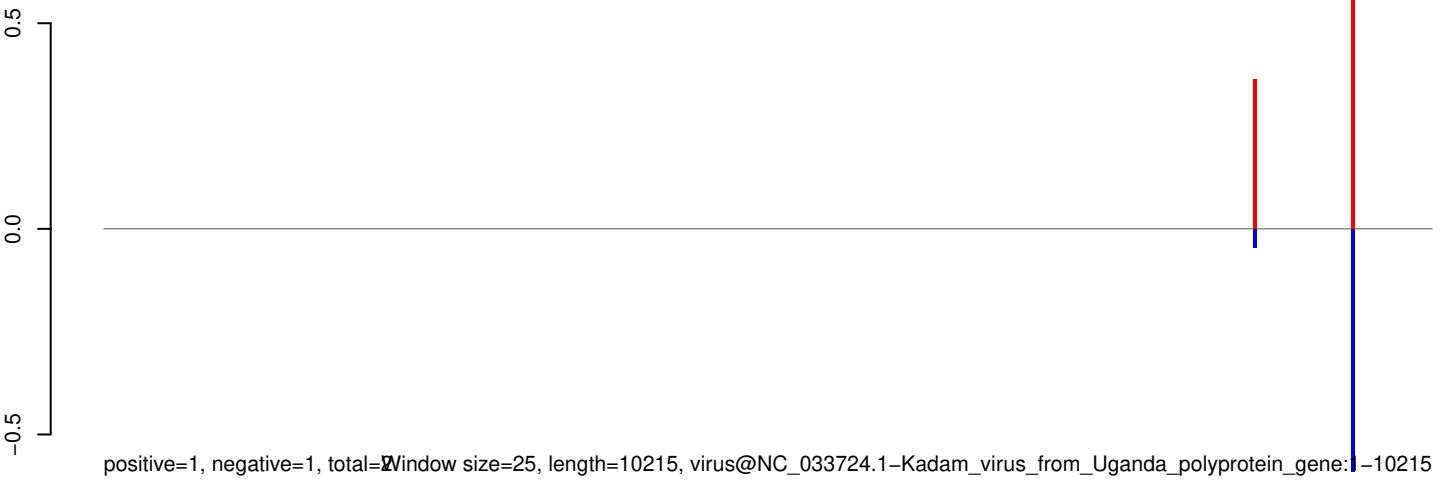 0.5
0.0
−0.5
positive=1, negative=1, total=2
Window size=25, length=10215, virus@NC_033724.1−Kadam_virus_from_Uganda_polyprotein_gene:1−10215